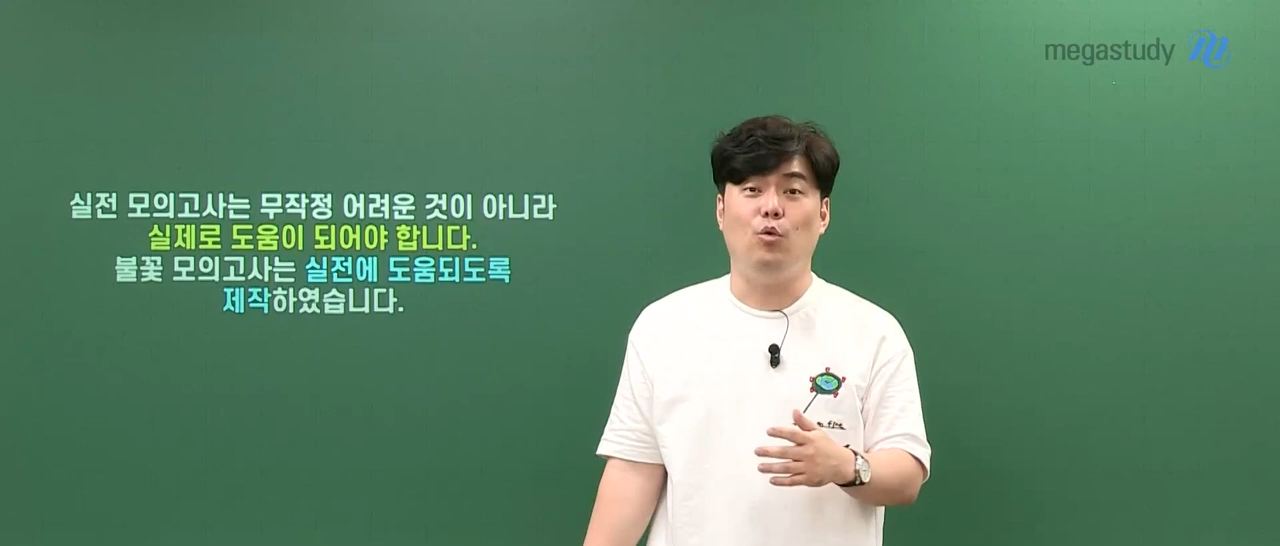 megastudy
실전 모의고사는 무작정 어려운 것이 아니라
실제로 도움이 되어야 합니다.
불꽃 모의고사는 실전에 도움되도록
제작하였습니다.